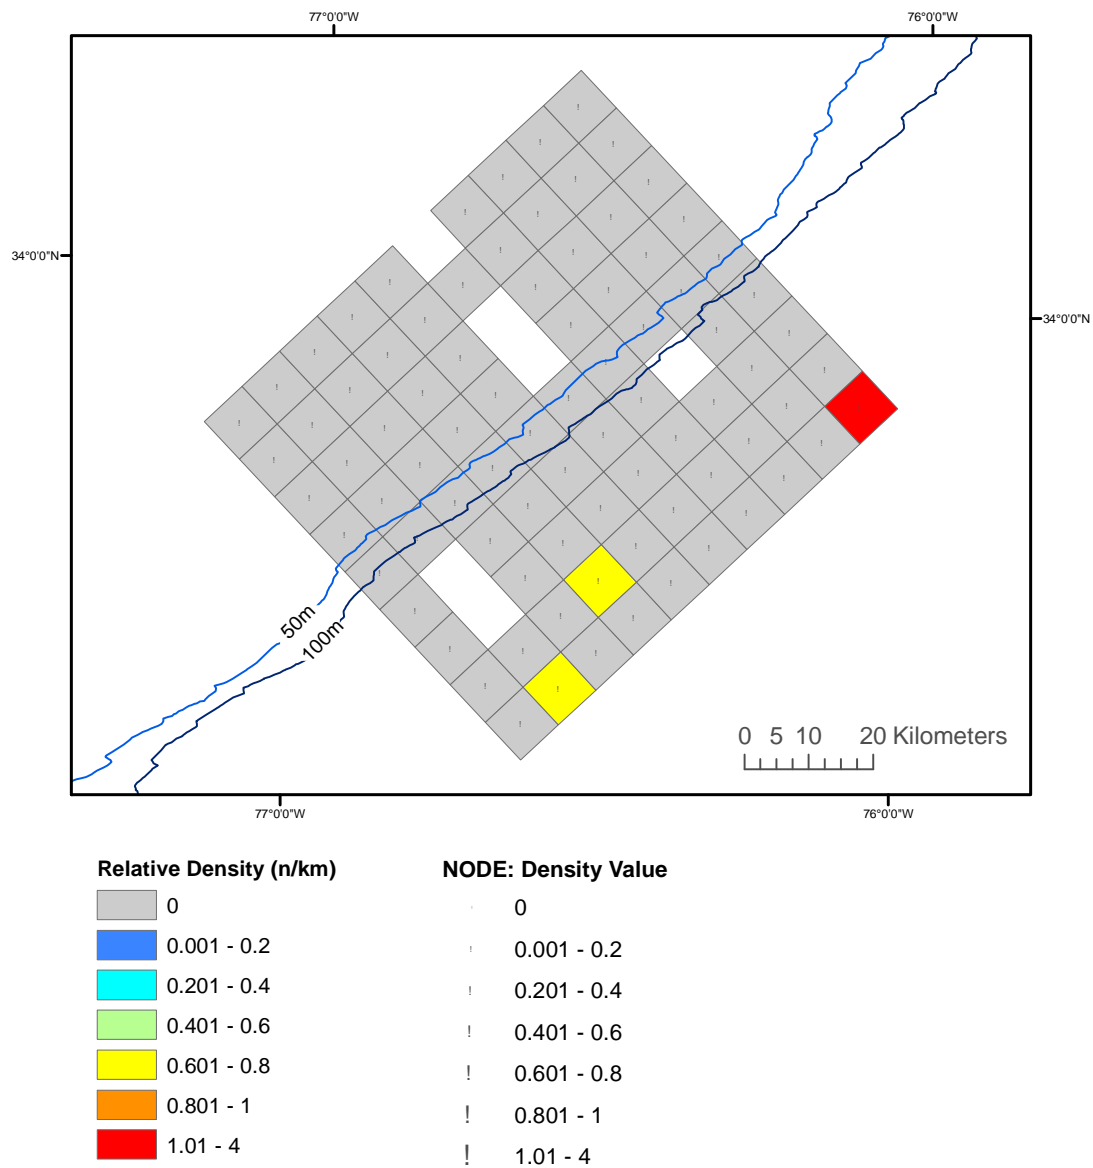 77°0'0"W 76°0'0"W
34°0'0"N
34°0'0"N
50m
100m
0 5 10 20 Kilometers
77°0'0"W 76°0'0"W
Relative Density (n/km)
0
0.001 - 0.2
0.201 - 0.4
0.401 - 0.6
0.601 - 0.8
0.801 - 1
1.01 - 4
NODE: Density Value
! 0
! 0.001 - 0.2
! 0.201 - 0.4
! 0.401 - 0.6
! 0.601 - 0.8
! 0.801 - 1
! 1.01 - 4